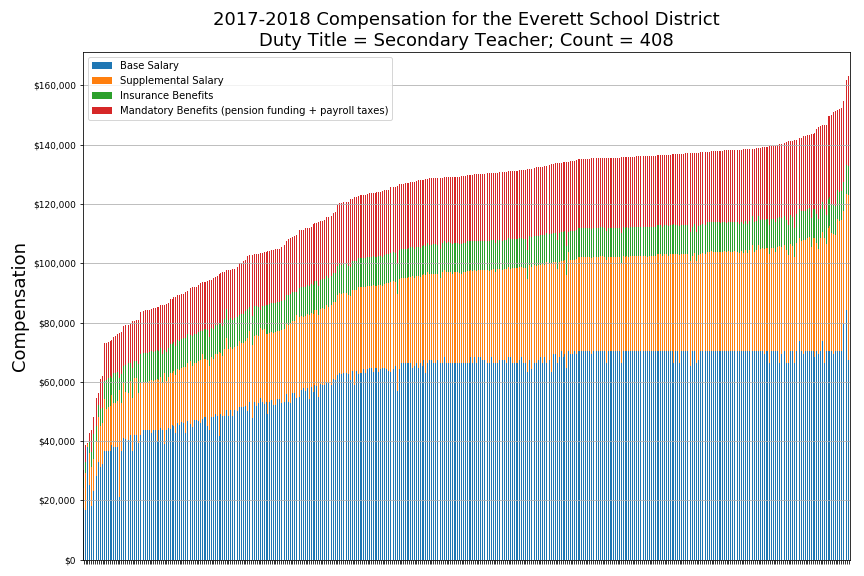 2017-2018 Compensation for the Everett School District
Duty Title = Secondary Teacher; Count = 408
Base Salary
Supplemental Salary
Insurance Benefits
Mandatory Benefits (pension funding + payroll taxes)
$160,000
$140,000
$120,000
$100,000
$80,000
$60,000
$40,000
$20,000
$0
Compensation